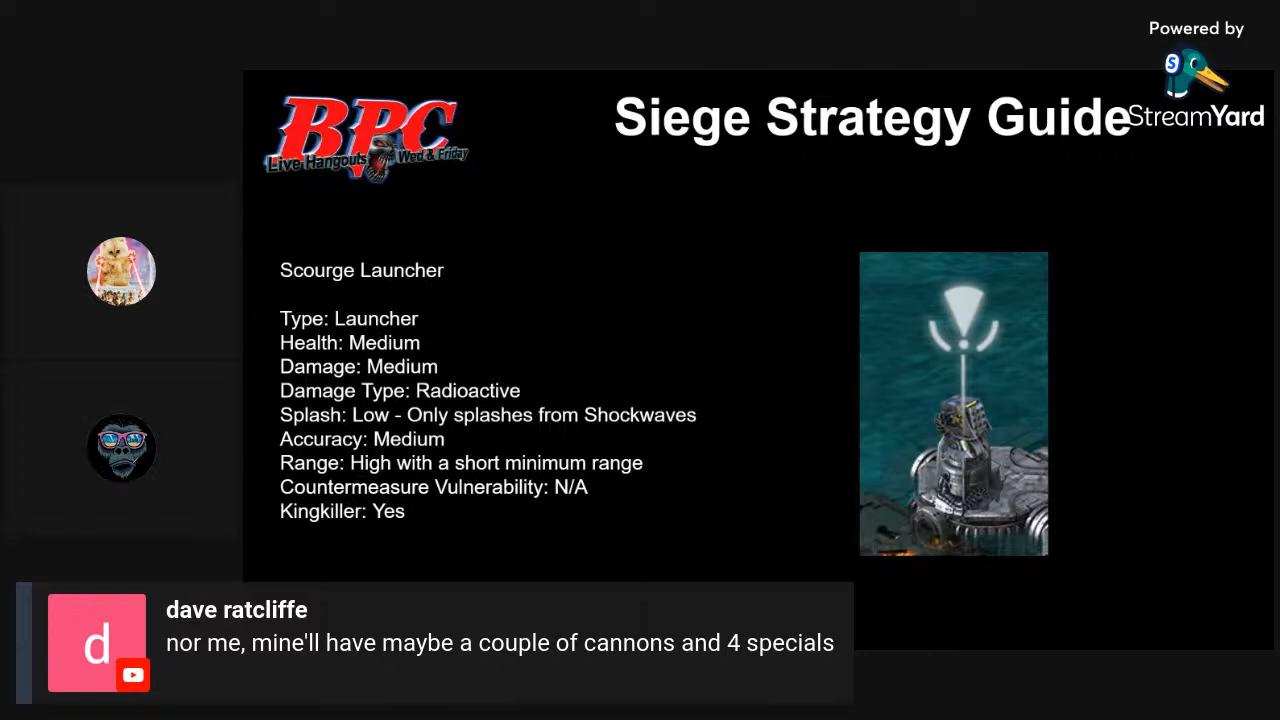 Powered by
StreamYard
BPC
Live Hangouts Wed & Friday
Siege Strategy Guide
Scourge Launcher
Type: Launcher
Health: Medium
Damage: Medium
Damage Type: Radioactive
Splash: Low - Only splashes from Shockwaves
Accuracy: Medium
Range: High with a short minimum range
Countermeasure Vulnerability: N/A
Kingkiller: Yes
d
dave ratcliffe
nor me, mine'll have maybe a couple of cannons and 4 specials